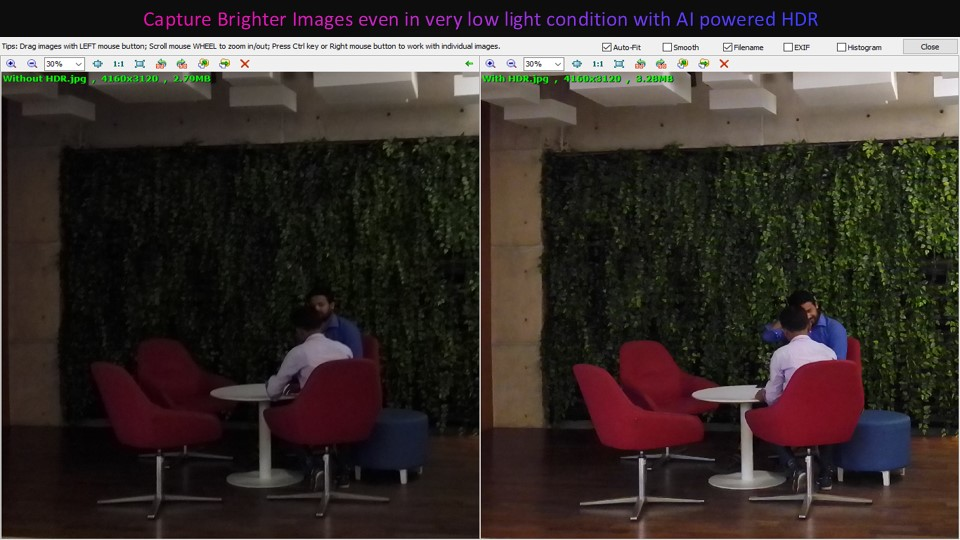 Capture Brighter Images even in very low light condition with AI powered HDR
Tips: Drag images with LEFT mouse button; Scroll mouse WHEEL to zoom in/out; Press Ctrl key or Right mouse button to work with individual images.
Auto-Fit
Smooth
Filename
EXIF
Histogram
Close
30%
1:1
30%
1:1
Without HDR.jpg , 4160x3120 , 2.79MB
With HDR.jpg , 4160x3120 , 3.28MB